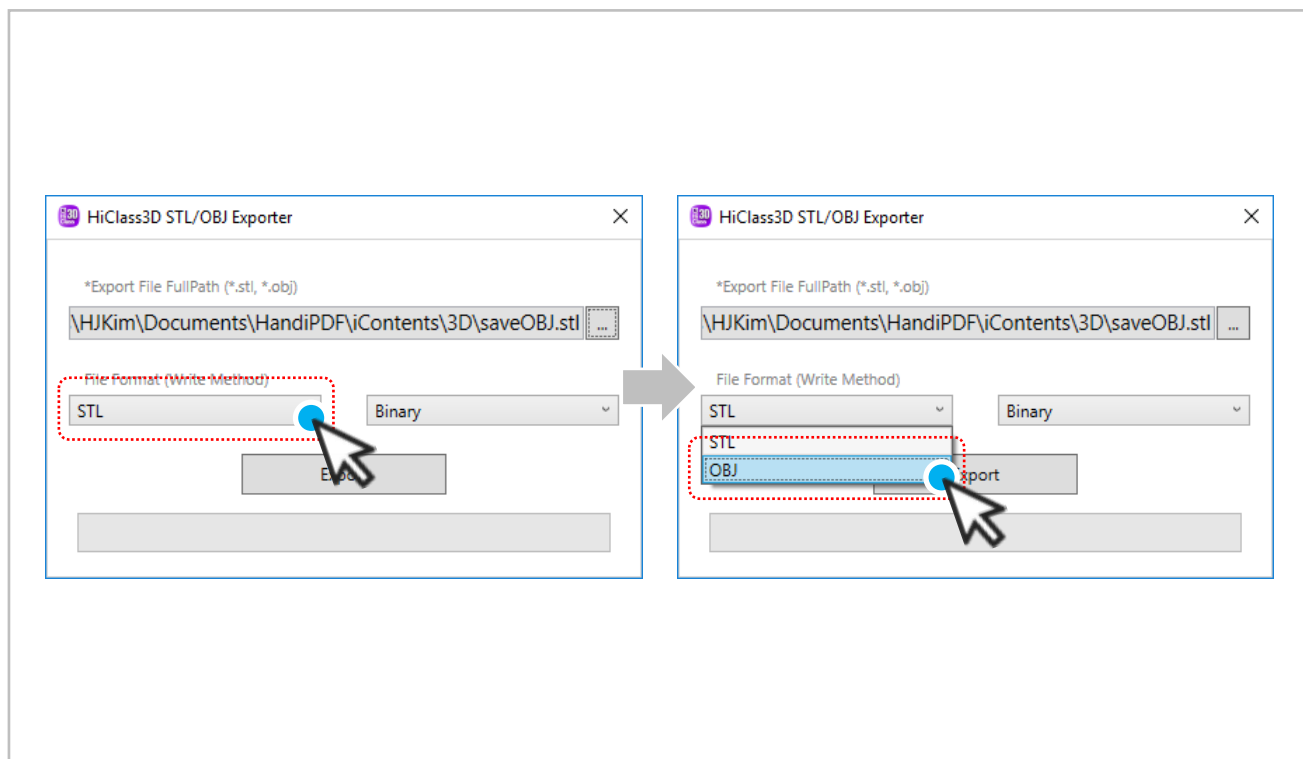 HiClass3D STL/OBJ Exporter
*Export File FullPath (*.stl, *.obj)
\HJKim\Documents\HandiPDF\iContents\3D\saveOBJ.stl ...
File Format (Write Method)
STL Binary
HiClass3D STL/OBJ Exporter
*Export File FullPath (*.stl, *.obj)
\HJKim\Documents\HandiPDF\iContents\3D\saveOBJ.stl ...
File Format (Write Method)
STL Binary
STL
OBJ